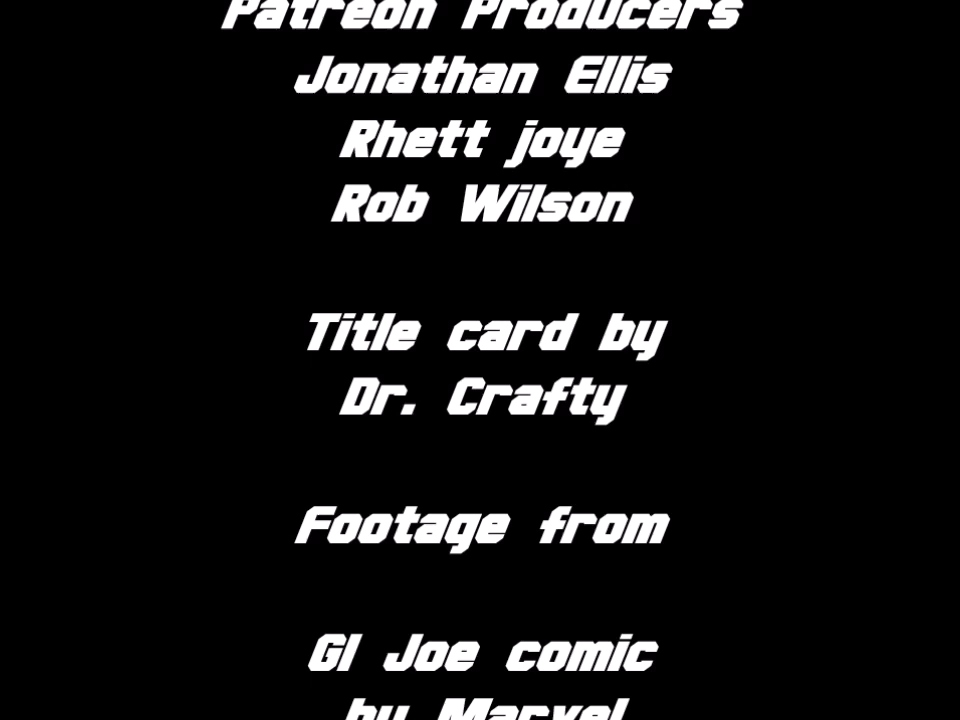 Patreon Producers
Jonathan Ellis
Rhett joye
Rob Wilson
Title card by
Dr. Crafty
Footage from
GI Joe comic
by Marvel